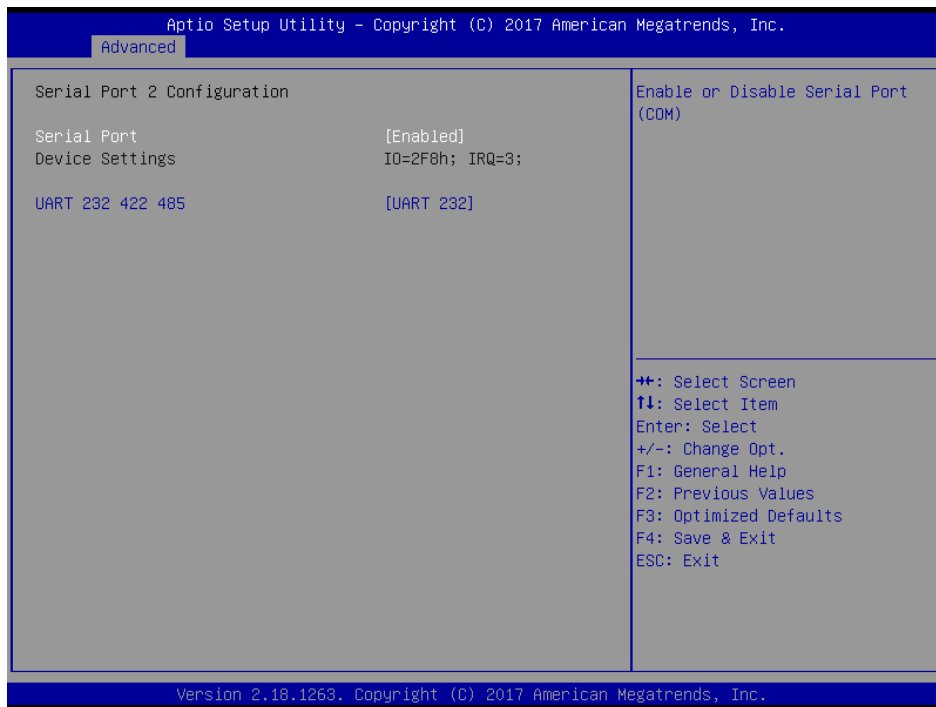 Aptio Setup Utility – Copyright (C) 2017 American Megatrends, Inc.
Advanced
Serial Port 2 Configuration
Serial Port [Enabled]
Device Settings IO=2F8h; IRQ=3;
UART 232 422 485 [UART 232]
Enable or Disable Serial Port
(COM)
→←: Select Screen
↑↓: Select Item
Enter: Select
+/-: Change Opt.
F1: General Help
F2: Previous Values
F3: Optimized Defaults
F4: Save & Exit
ESC: Exit
Version 2.18.1263. Copyright (C) 2017 American Megatrends, Inc.